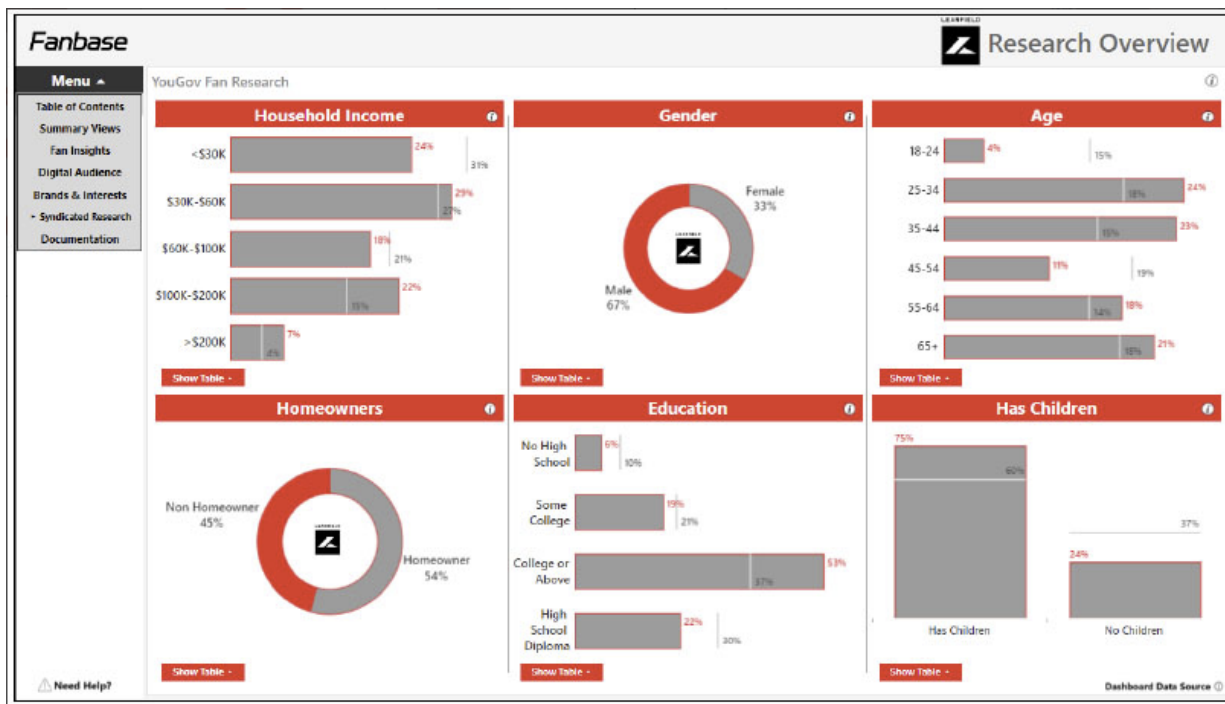 Fanbase
LEARFIELD
Research Overview
Menu
Table of Contents
Summary Views
Fan Insights
Digital Audience
Brands & Interests
- Syndicated Research
Documentation
Need Help?
YouGov Fan Research
Household Income
<$30K
24%
31%
$30K-$60K
29%
27%
$60K-$100K
18%
21%
$100K-$200K
22%
15%
>$200K
7%
4%
Show Table -
Gender
Female
33%
LEARFIELD
Male
67%
Show Table -
Age
18-24
4%
15%
25-34
24%
18%
35-44
23%
45-54
11%
19%
55-64
18%
14%
65+
21%
18%
Show Table -
Homeowners
Non Homeowner
45%
LEARFIELD
Homeowner
54%
Show Table -
Education
No High
School
6%
10%
Some
College
19%
21%
College or
Above
53%
37%
High
School
Diploma
22%
30%
Show Table -
Has Children
75%
60%
37%
24%
Has Children
No Children
Show Table -
Dashboard Data Source